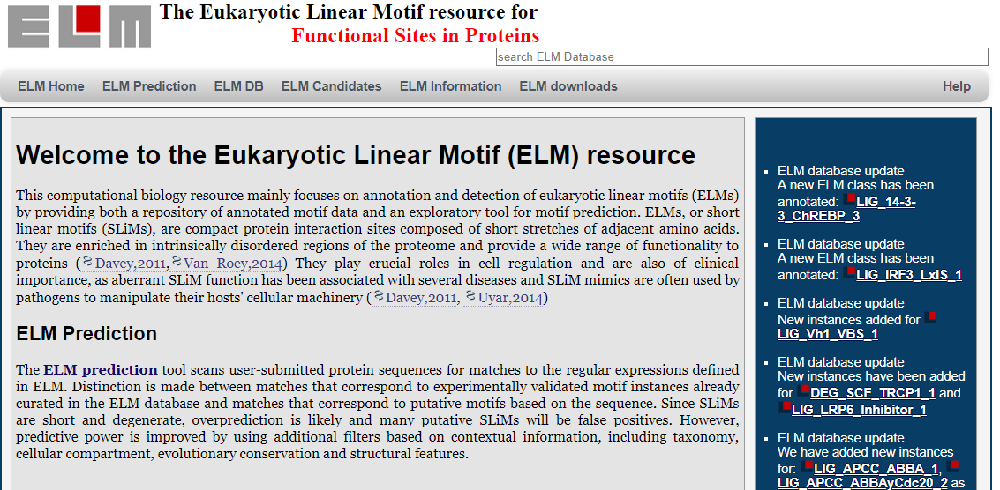 ELM
The Eukaryotic Linear Motif resource for
Functional Sites in Proteins
search ELM Database
ELM Home ELM Prediction ELM DB ELM Candidates ELM Information ELM downloads Help
Welcome to the Eukaryotic Linear Motif (ELM) resource
This computational biology resource mainly focuses on annotation and detection of eukaryotic linear motifs (ELMs)
by providing both a repository of annotated motif data and an exploratory tool for motif prediction. ELMs, or short
linear motifs (SLiMs), are compact protein interaction sites composed of short stretches of adjacent amino acids.
They are enriched in intrinsically disordered regions of the proteome and provide a wide range of functionality to
proteins (Davey,2011, Van Roey,2014) They play crucial roles in cell regulation and are also of clinical
importance, as aberrant SLiM function has been associated with several diseases and SLiM mimics are often used by
pathogens to manipulate their hosts' cellular machinery (Davey,2011, Uyar,2014)
ELM Prediction
The ELM prediction tool scans user-submitted protein sequences for matches to the regular expressions defined
in ELM. Distinction is made between matches that correspond to experimentally validated motif instances already
curated in the ELM database and matches that correspond to putative motifs based on the sequence. Since SLiMs
are short and degenerate, overprediction is likely and many putative SLiMs will be false positives. However,
predictive power is improved by using additional filters based on contextual information, including taxonomy,
cellular compartment, evolutionary conservation and structural features.
ELM database update
A new ELM class has been
annotated: LIG_14-3-
3_ChREBP_3
ELM database update
A new ELM class has been
annotated: LIG_IRF3_LxIS_1
ELM database update
New instances added for
LIG_Vh1_VBS_1
ELM database update
New instances have been added
for DEG_SCF_TRCP1_1 and
LIG_LRP6_Inhibitor_1
ELM database update
We have added new instances
for: LIG_APCC_ABBA_1,
LIG_APCC_ABBAyCdc20_2 as